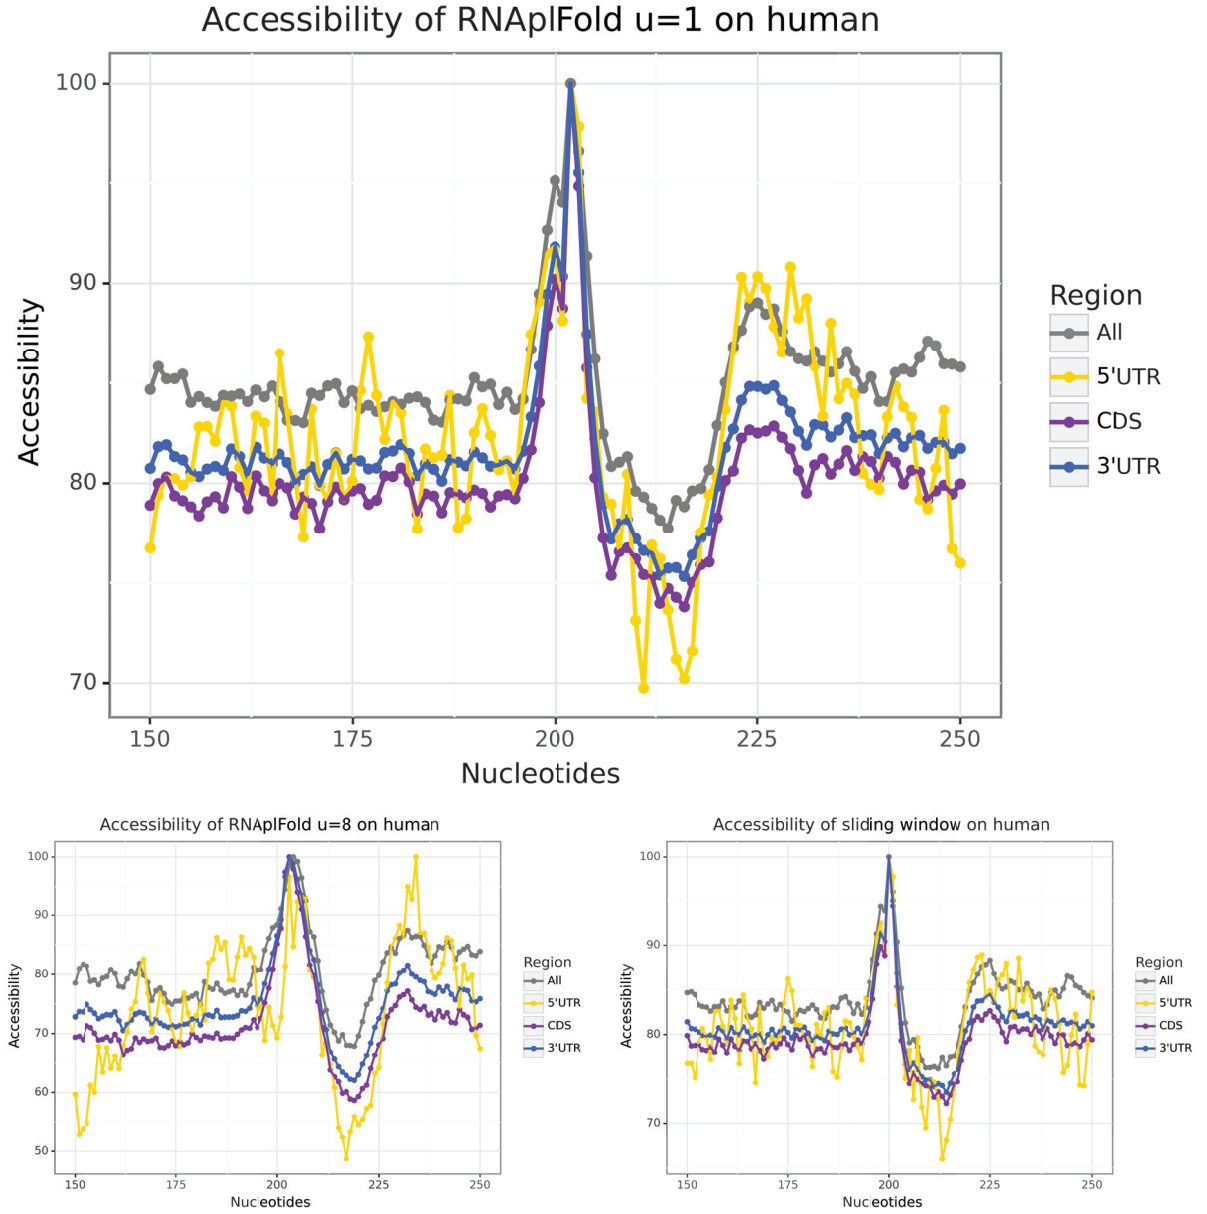 Accessibility of RNAplFold u=1 on human
100
90
80
70
Accessibility
150 175 200 225 250
Nucleotides
Region
All
5'UTR
CDS
3'UTR
Accessibility of RNAplFold u=8 on human
100
90
80
70
60
50
Accessibility
150 175 200 225 250
Nucleotides
Region
All
5'UTR
CDS
3'UTR
Accessibility of sliding window on human
100
90
80
70
Accessibility
150 175 200 225 250
Nucleotides
Region
All
5'UTR
CDS
3'UTR